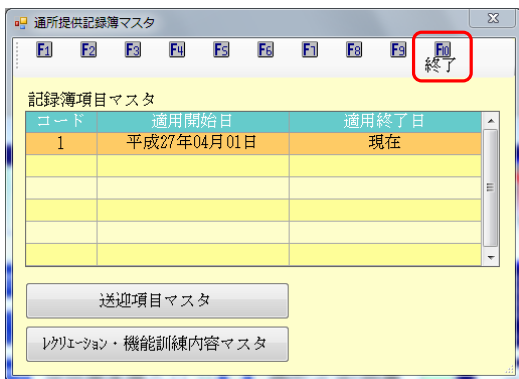 通所提供記録簿マスタ
F1 F2 F3 F4 F5 F6 F7 F8 F9 F10
終了
記録簿項目マスタ
コード 適用開始日 適用終了日
1 平成27年04月01日 現在
送迎項目マスタ
ﾚｸﾘｴｰｼｮﾝ・機能訓練内容マスタ